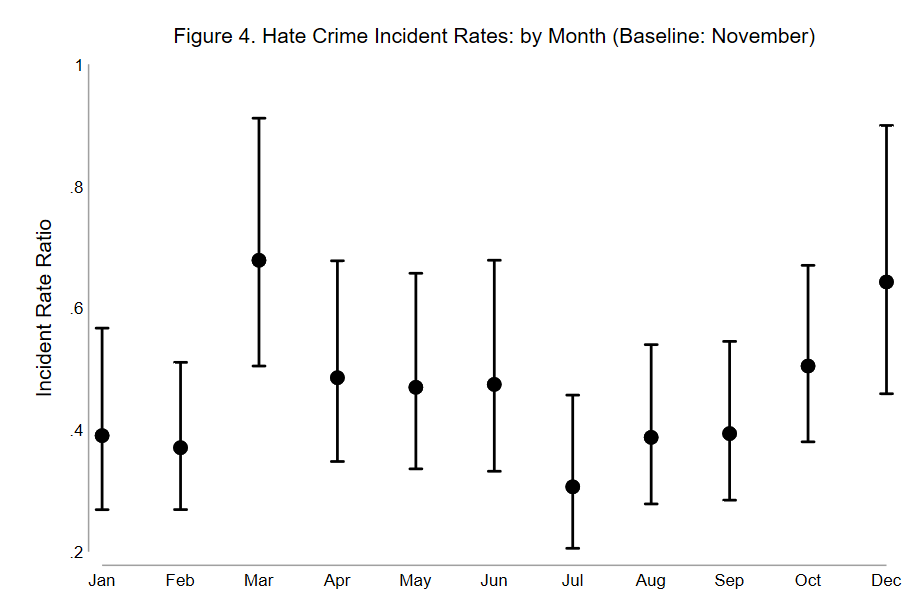 Figure 4. Hate Crime Incident Rates: by Month (Baseline: November)
1
.8
.6
.4
.2
Incident Rate Ratio
Jan Feb Mar Apr May Jun Jul Aug Sep Oct Dec